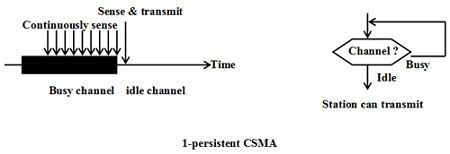 Sense & transmit
Continuously sense
Channel ?
Time
Busy
Idle
Busy channel idle channel
Station can transmit
1-persistent CSMA